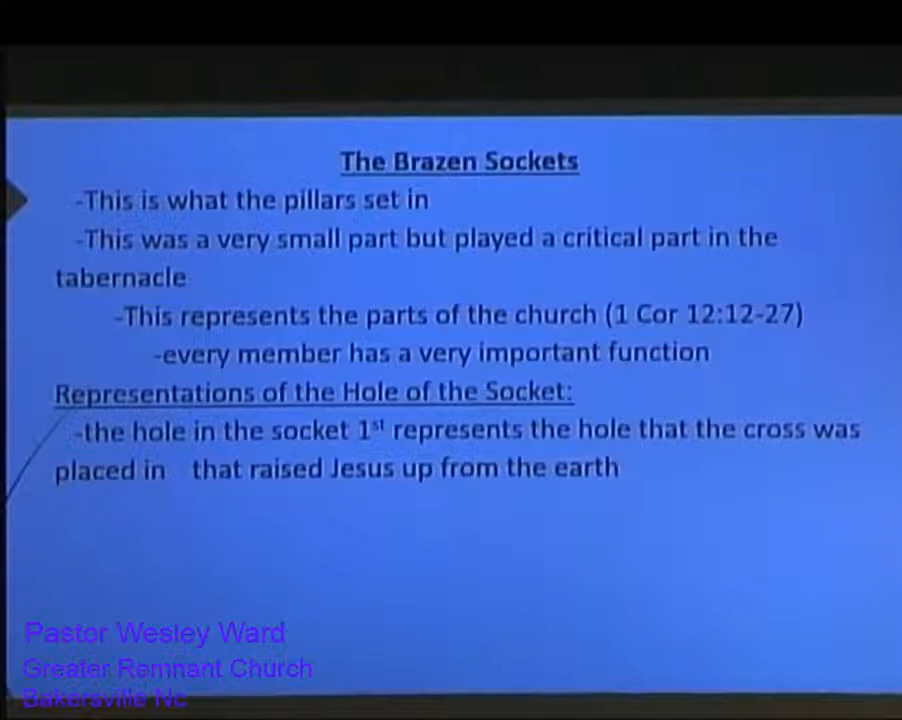 The Brazen Sockets
-This is what the pillars set in
-This was a very small part but played a critical part in the
tabernacle
-This represents the parts of the church (1 Cor 12:12-27)
-every member has a very important function
Representations of the Hole of the Socket:
-the hole in the socket 1st represents the hole that the cross was
placed in that raised Jesus up from the earth
Pastor Wesley Ward
Greater Remnant Church
Bakersville Nc